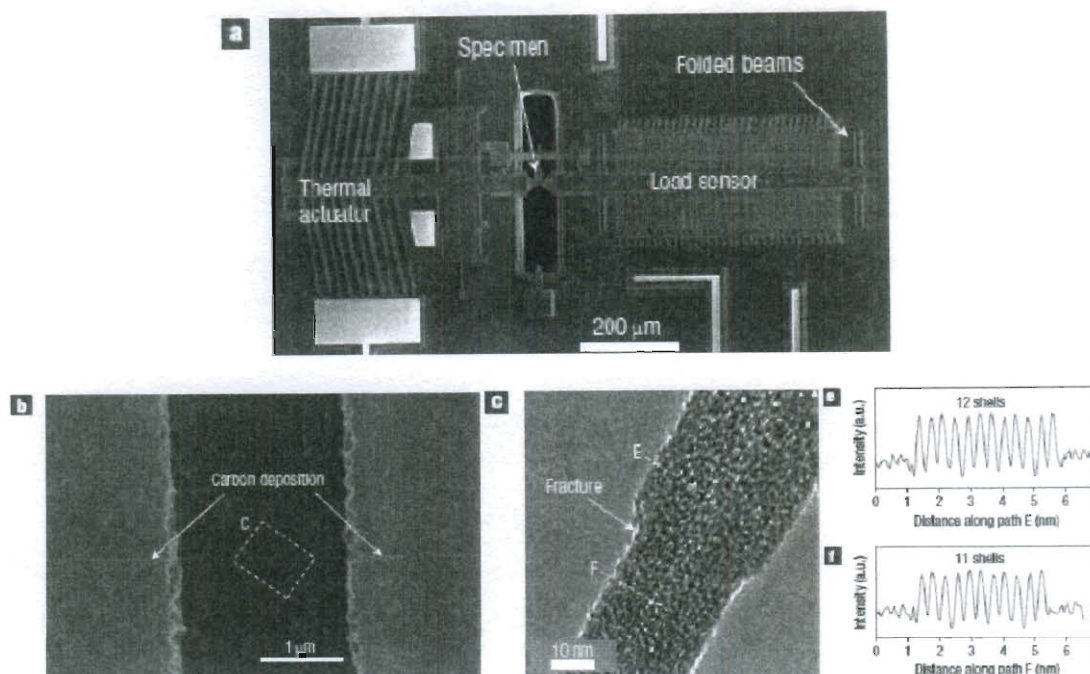 a
Specimen
Folded beams
Thermal
actuator
Load sensor
200 μm
b
Carbon deposition
C
1 μm
c
E
Fracture
F
10 nm
e
12 shells
Intensity (a.u.)
0 1 2 3 4 5 6
Distance along path E (nm)
f
11 shells
Intensity (a.u.)
0 1 2 3 4 5 6
Distance along path F (nm)